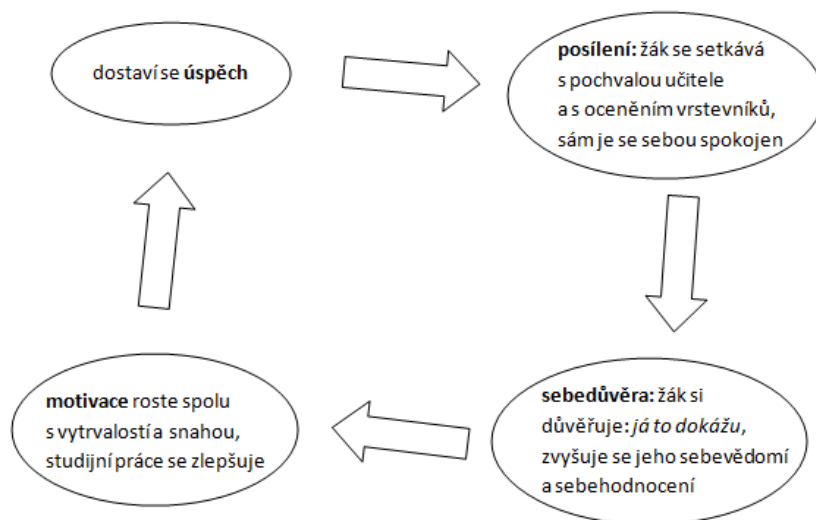 dostaví se úspěch
posílení: žák se setkává
s pochvalou učitele
a s oceněním vrstevníků,
sám je se sebou spokojen
sebedůvěra: žák si
důvěřuje: já to dokážu,
zvyšuje se jeho sebevědomí
a sebehodnocení
motivace roste spolu
s vytrvalostí a snahou,
studijní práce se zlepšuje